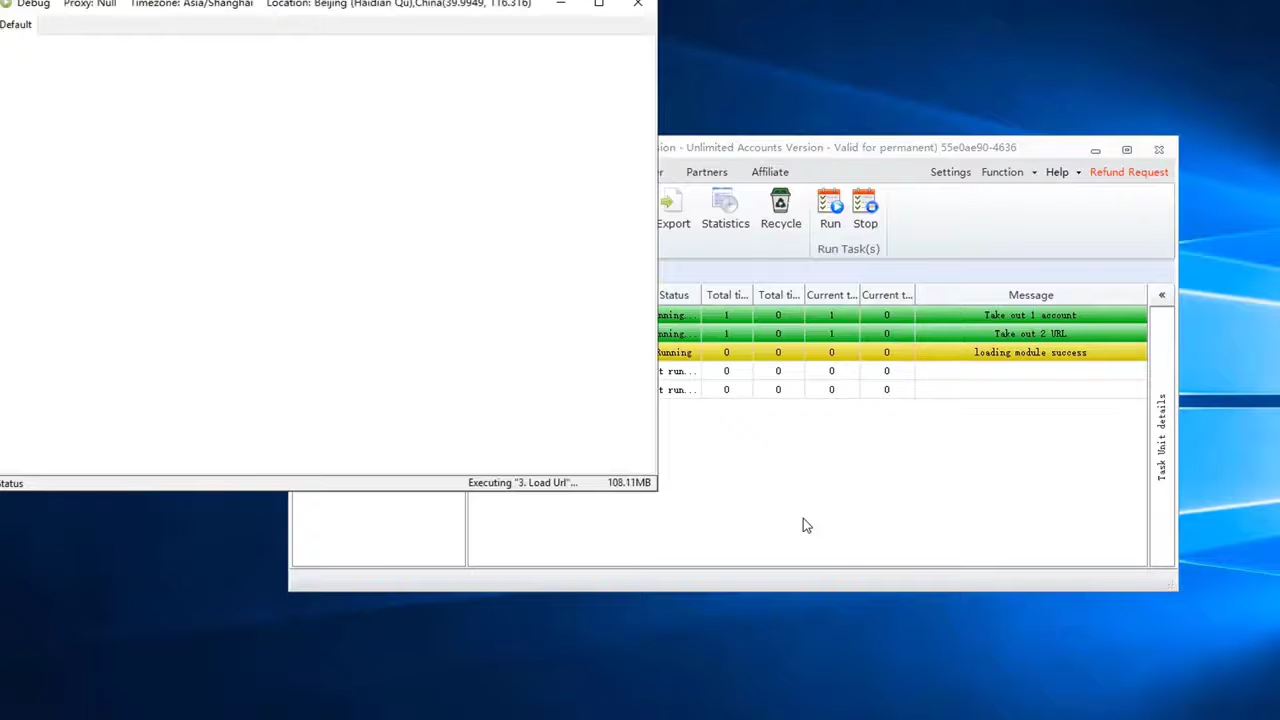 Debug Proxy: Null Timezone: Asia/Shanghai Location: Beijing (Haidian Qu),China(39.9949, 116.316)
Default
sion - Unlimited Accounts Version - Valid for permanent) 55e0ae90-4636
r Partners Affiliate Settings Function Help Refund Request
Export Statistics Recycle Run Stop
Run Task(s)
Status Total ti... Total ti... Current t... Current t... Message «
nning... 1 0 1 0 Take out 1 account
nning... 1 0 1 0 Take out 2 URL
Running 0 0 0 0 loading module success
t run... 0 0 0 0
t run... 0 0 0 0
Task Unit details
Status Executing "3. Load Url"... 108.11MB